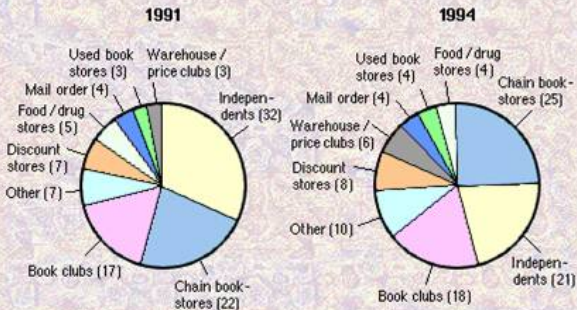 1991
Used book
stores (3)
Warehouse /
price clubs (3)
Mail order (4)
Food / drug
stores (5)
Discount
stores (7)
Other (7)
Book clubs (17)
Chain book-
stores (22)
Indepen-
dents (32)
1994
Used book
stores (4)
Food / drug
stores (4)
Mail order (4)
Warehouse /
price clubs (6)
Discount
stores (8)
Other (10)
Book clubs (18)
Indepen-
dents (21)
Chain book-
stores (25)